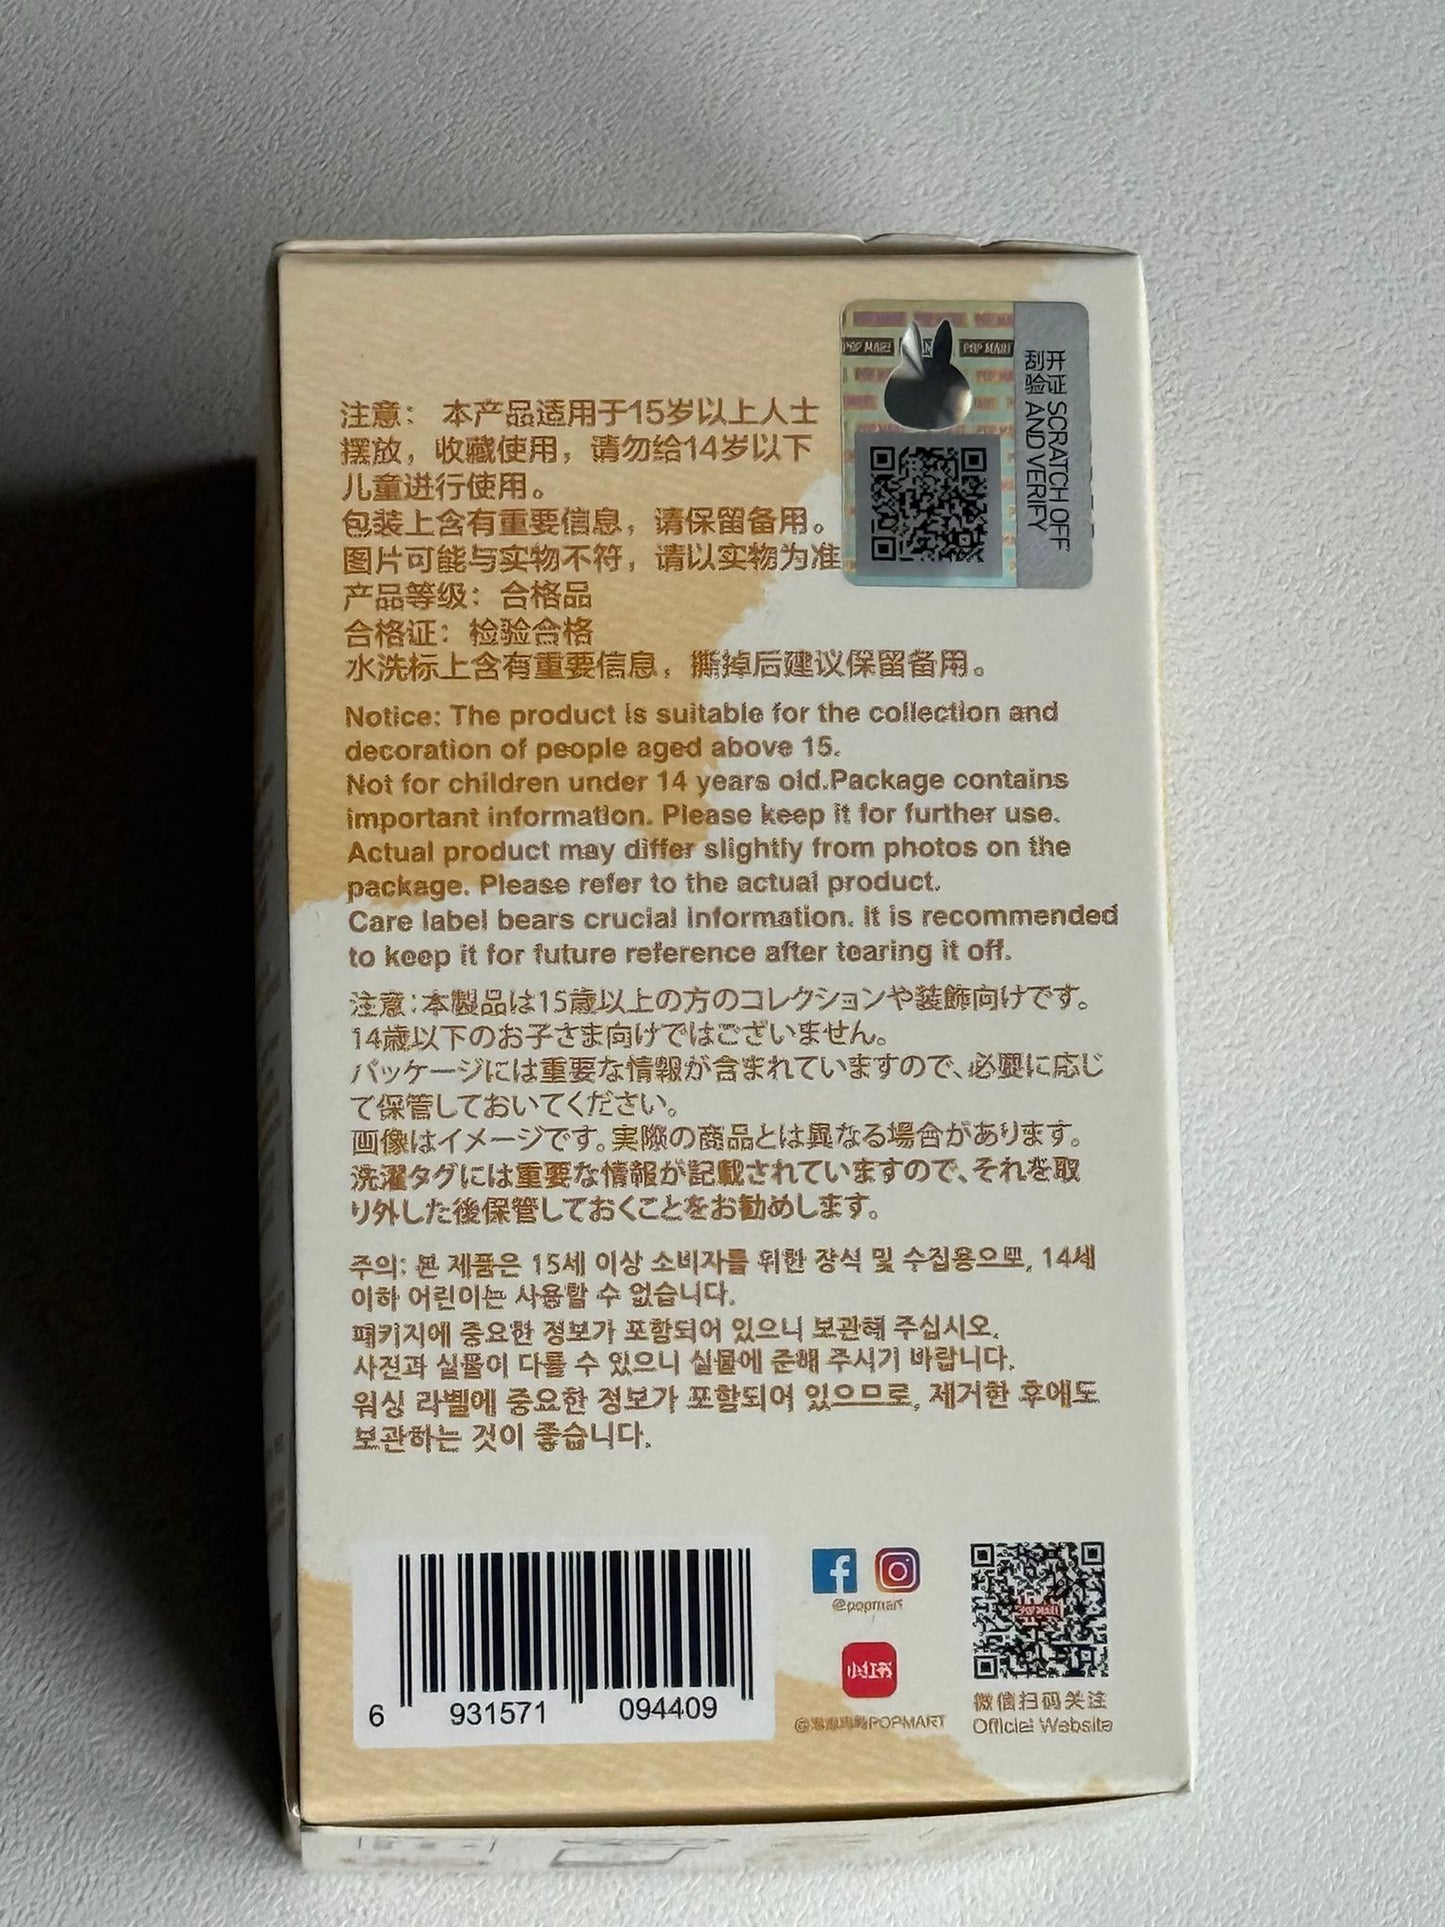 POP MART
POP MART
开证 SCRATCH OFF
刮验 AND VERIFY
注意： 本产品适用于15岁以上人士
摆放，收藏使用，请勿给14岁以下
儿童进行使用。
包装上含有重要信息，请保留备用。
图片可能与实物不符，请以实物为准
产品等级：合格品
合格证：检验合格
水洗标上含有重要信息，撕掉后建议保留备用。
Notice: The product is suitable for the collection and
decoration of people aged above 15.
Not for children under 14 years old.Package contains
important information. Please keep it for further use.
Actual product may differ slightly from photos on the
package. Please refer to the actual product.
Care label bears crucial information. It is recommended
to keep it for future reference after tearing it off.
注意：本製品は15歳以上の方のコレクションや装飾向けです。
14歳以下のお子さま向けではございません。
パッケージには重要な情報が含まれていますので、必要に応じ
て保管しておいてください。
画像はイメージです。実際の商品とは異なる場合があります。
洗濯タグには重要な情報が記載されていますので、それを取
り外した後保管しておくことをお勧めします。
주의: 본 제품은 15세 이상 소비자를 위한 장식 및 수집용으로, 14세
이하 어린이는 사용할 수 없습니다.
패키지에 중요한 정보가 포함되어 있으니 보관해 주십시오.
사진과 실물이 다를 수 있으니 실물에 준해 주시기 바랍니다.
워싱 라벨에 중요한 정보가 포함되어 있으므로, 제거한 후에도
보관하는 것이 좋습니다.
6 931571 094409
@popmart
小红书
POPMART
微信扫码关注
Official Website